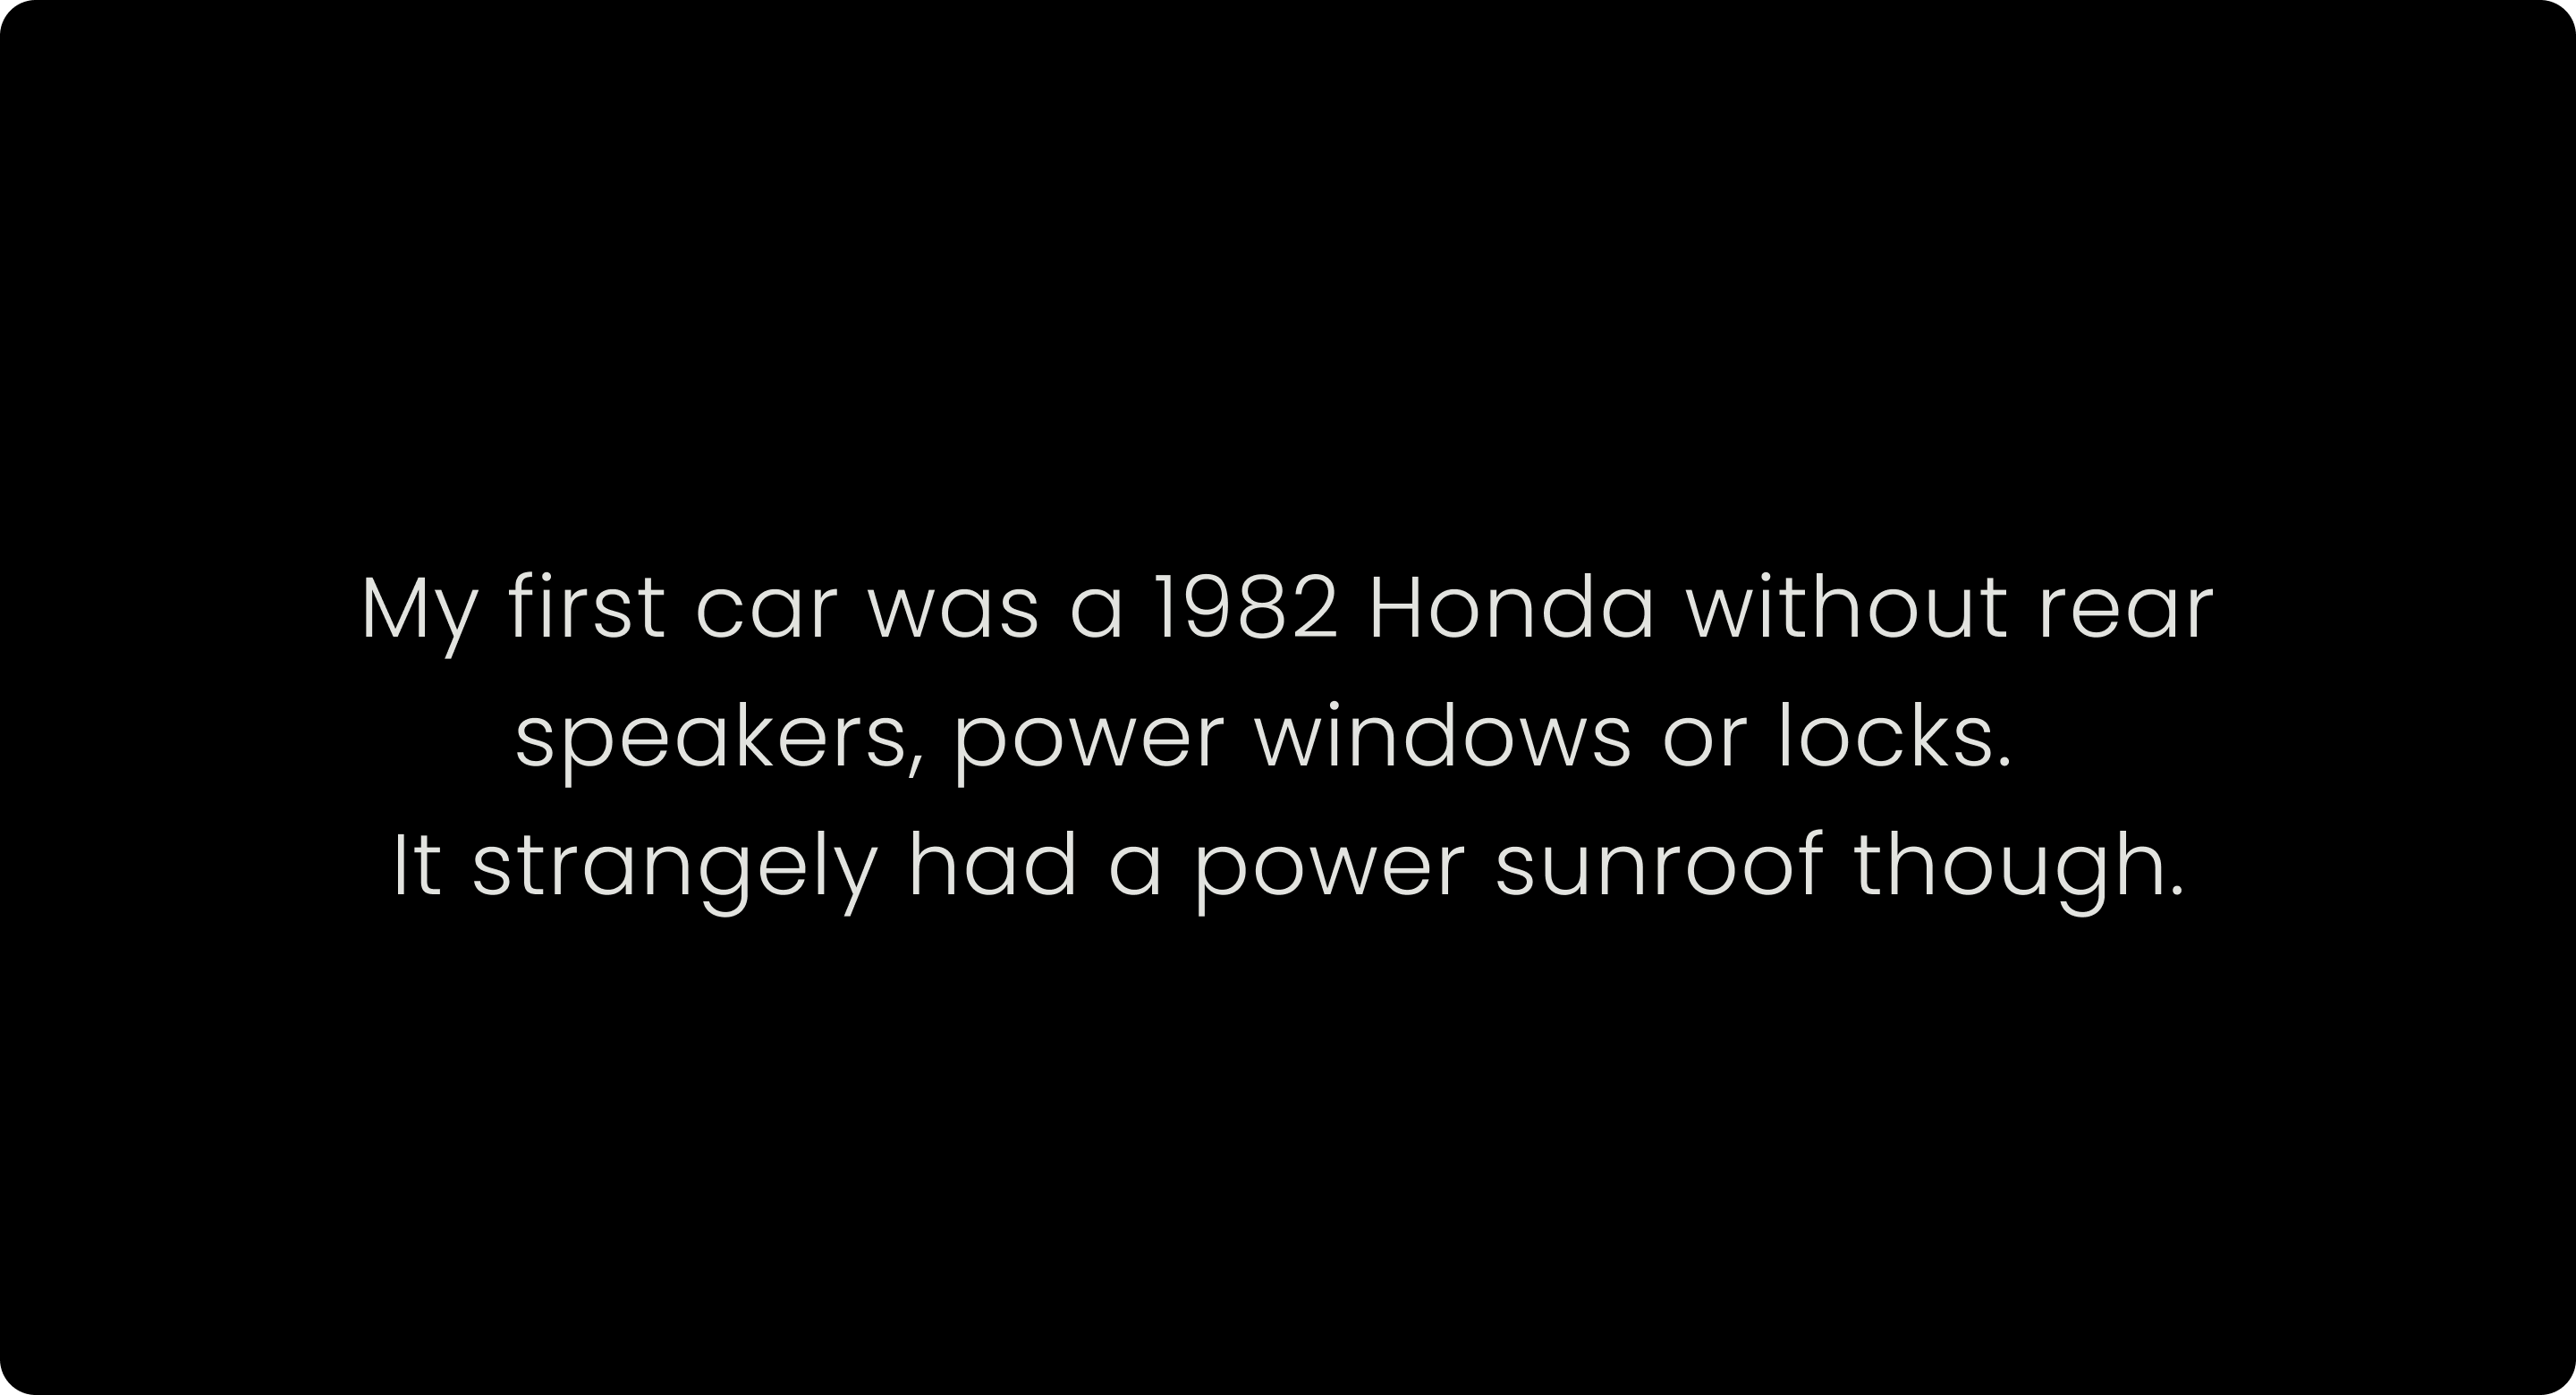 My first car was a 1982 Honda without rear
speakers, power windows or locks.
It strangely had a power sunroof though.